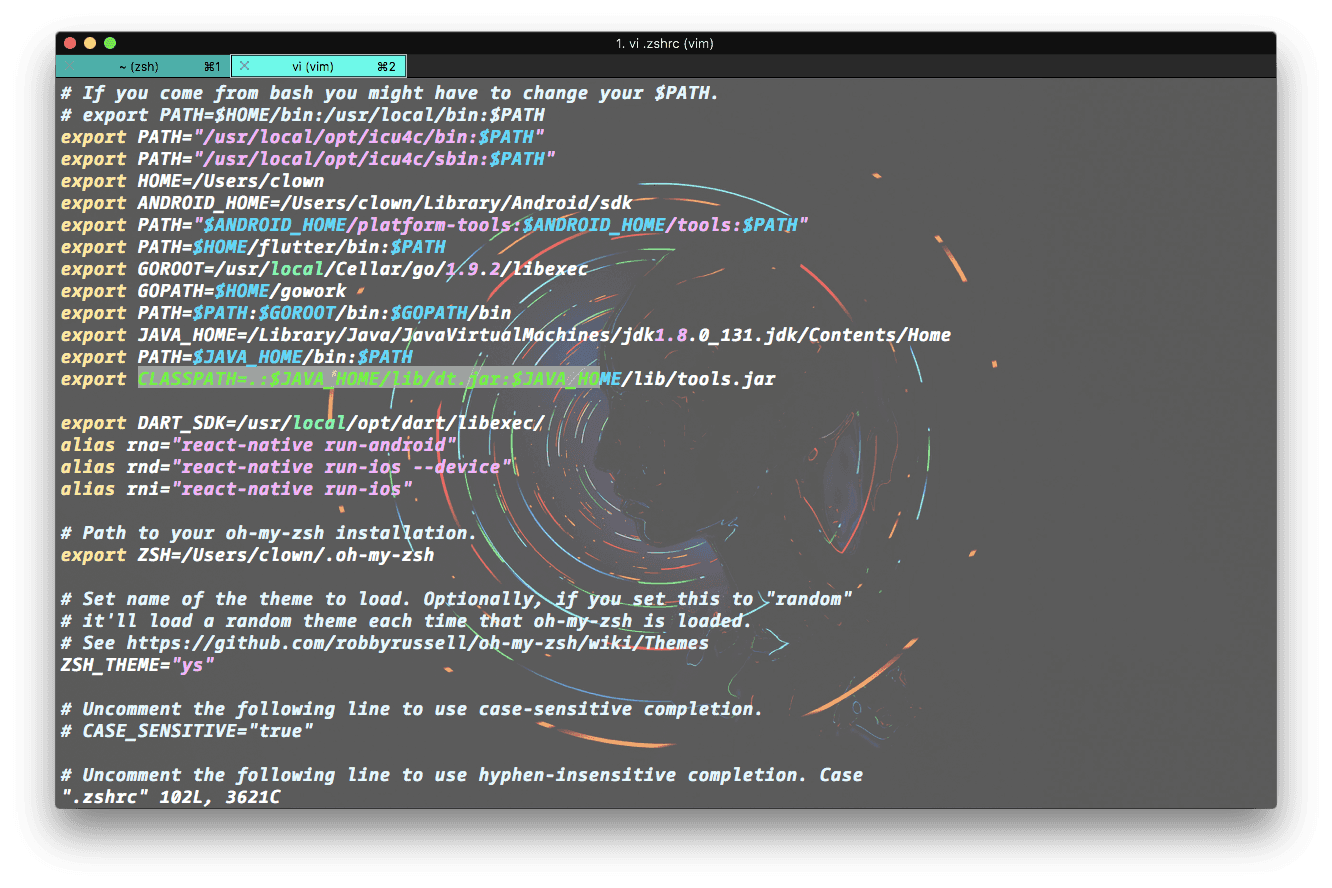 1. vi .zshrc (vim)
~ (zsh) ⌘1 vi (vim) ⌘2
# If you come from bash you might have to change your $PATH.
# export PATH=$HOME/bin:/usr/local/bin:$PATH
export PATH="/usr/local/opt/icu4c/bin:$PATH"
export PATH="/usr/local/opt/icu4c/sbin:$PATH"
export HOME=/Users/clown
export ANDROID_HOME=/Users/clown/Library/Android/sdk
export PATH="$ANDROID_HOME/platform-tools:$ANDROID_HOME/tools:$PATH"
export PATH=$HOME/flutter/bin:$PATH
export GOROOT=/usr/local/Cellar/go/1.9.2/libexec
export GOPATH=$HOME/gowork
export PATH=$PATH:$GOROOT/bin:$GOPATH/bin
export JAVA_HOME=/Library/Java/JavaVirtualMachines/jdk1.8.0_131.jdk/Contents/Home
export PATH=$JAVA_HOME/bin:$PATH
export CLASSPATH=.:$JAVA_HOME/lib/dt.jar:$JAVA_HOME/lib/tools.jar
export DART_SDK=/usr/local/opt/dart/libexec/
alias rna="react-native run-android"
alias rnd="react-native run-ios --device"
alias rni="react-native run-ios"
# Path to your oh-my-zsh installation.
export ZSH=/Users/clown/.oh-my-zsh
# Set name of the theme to load. Optionally, if you set this to "random"
# it'll load a random theme each time that oh-my-zsh is loaded.
# See https://github.com/robbyrussell/oh-my-zsh/wiki/Themes
ZSH_THEME="ys"
# Uncomment the following line to use case-sensitive completion.
# CASE_SENSITIVE="true"
# Uncomment the following line to use hyphen-insensitive completion. Case
".zshrc" 102L, 3621C